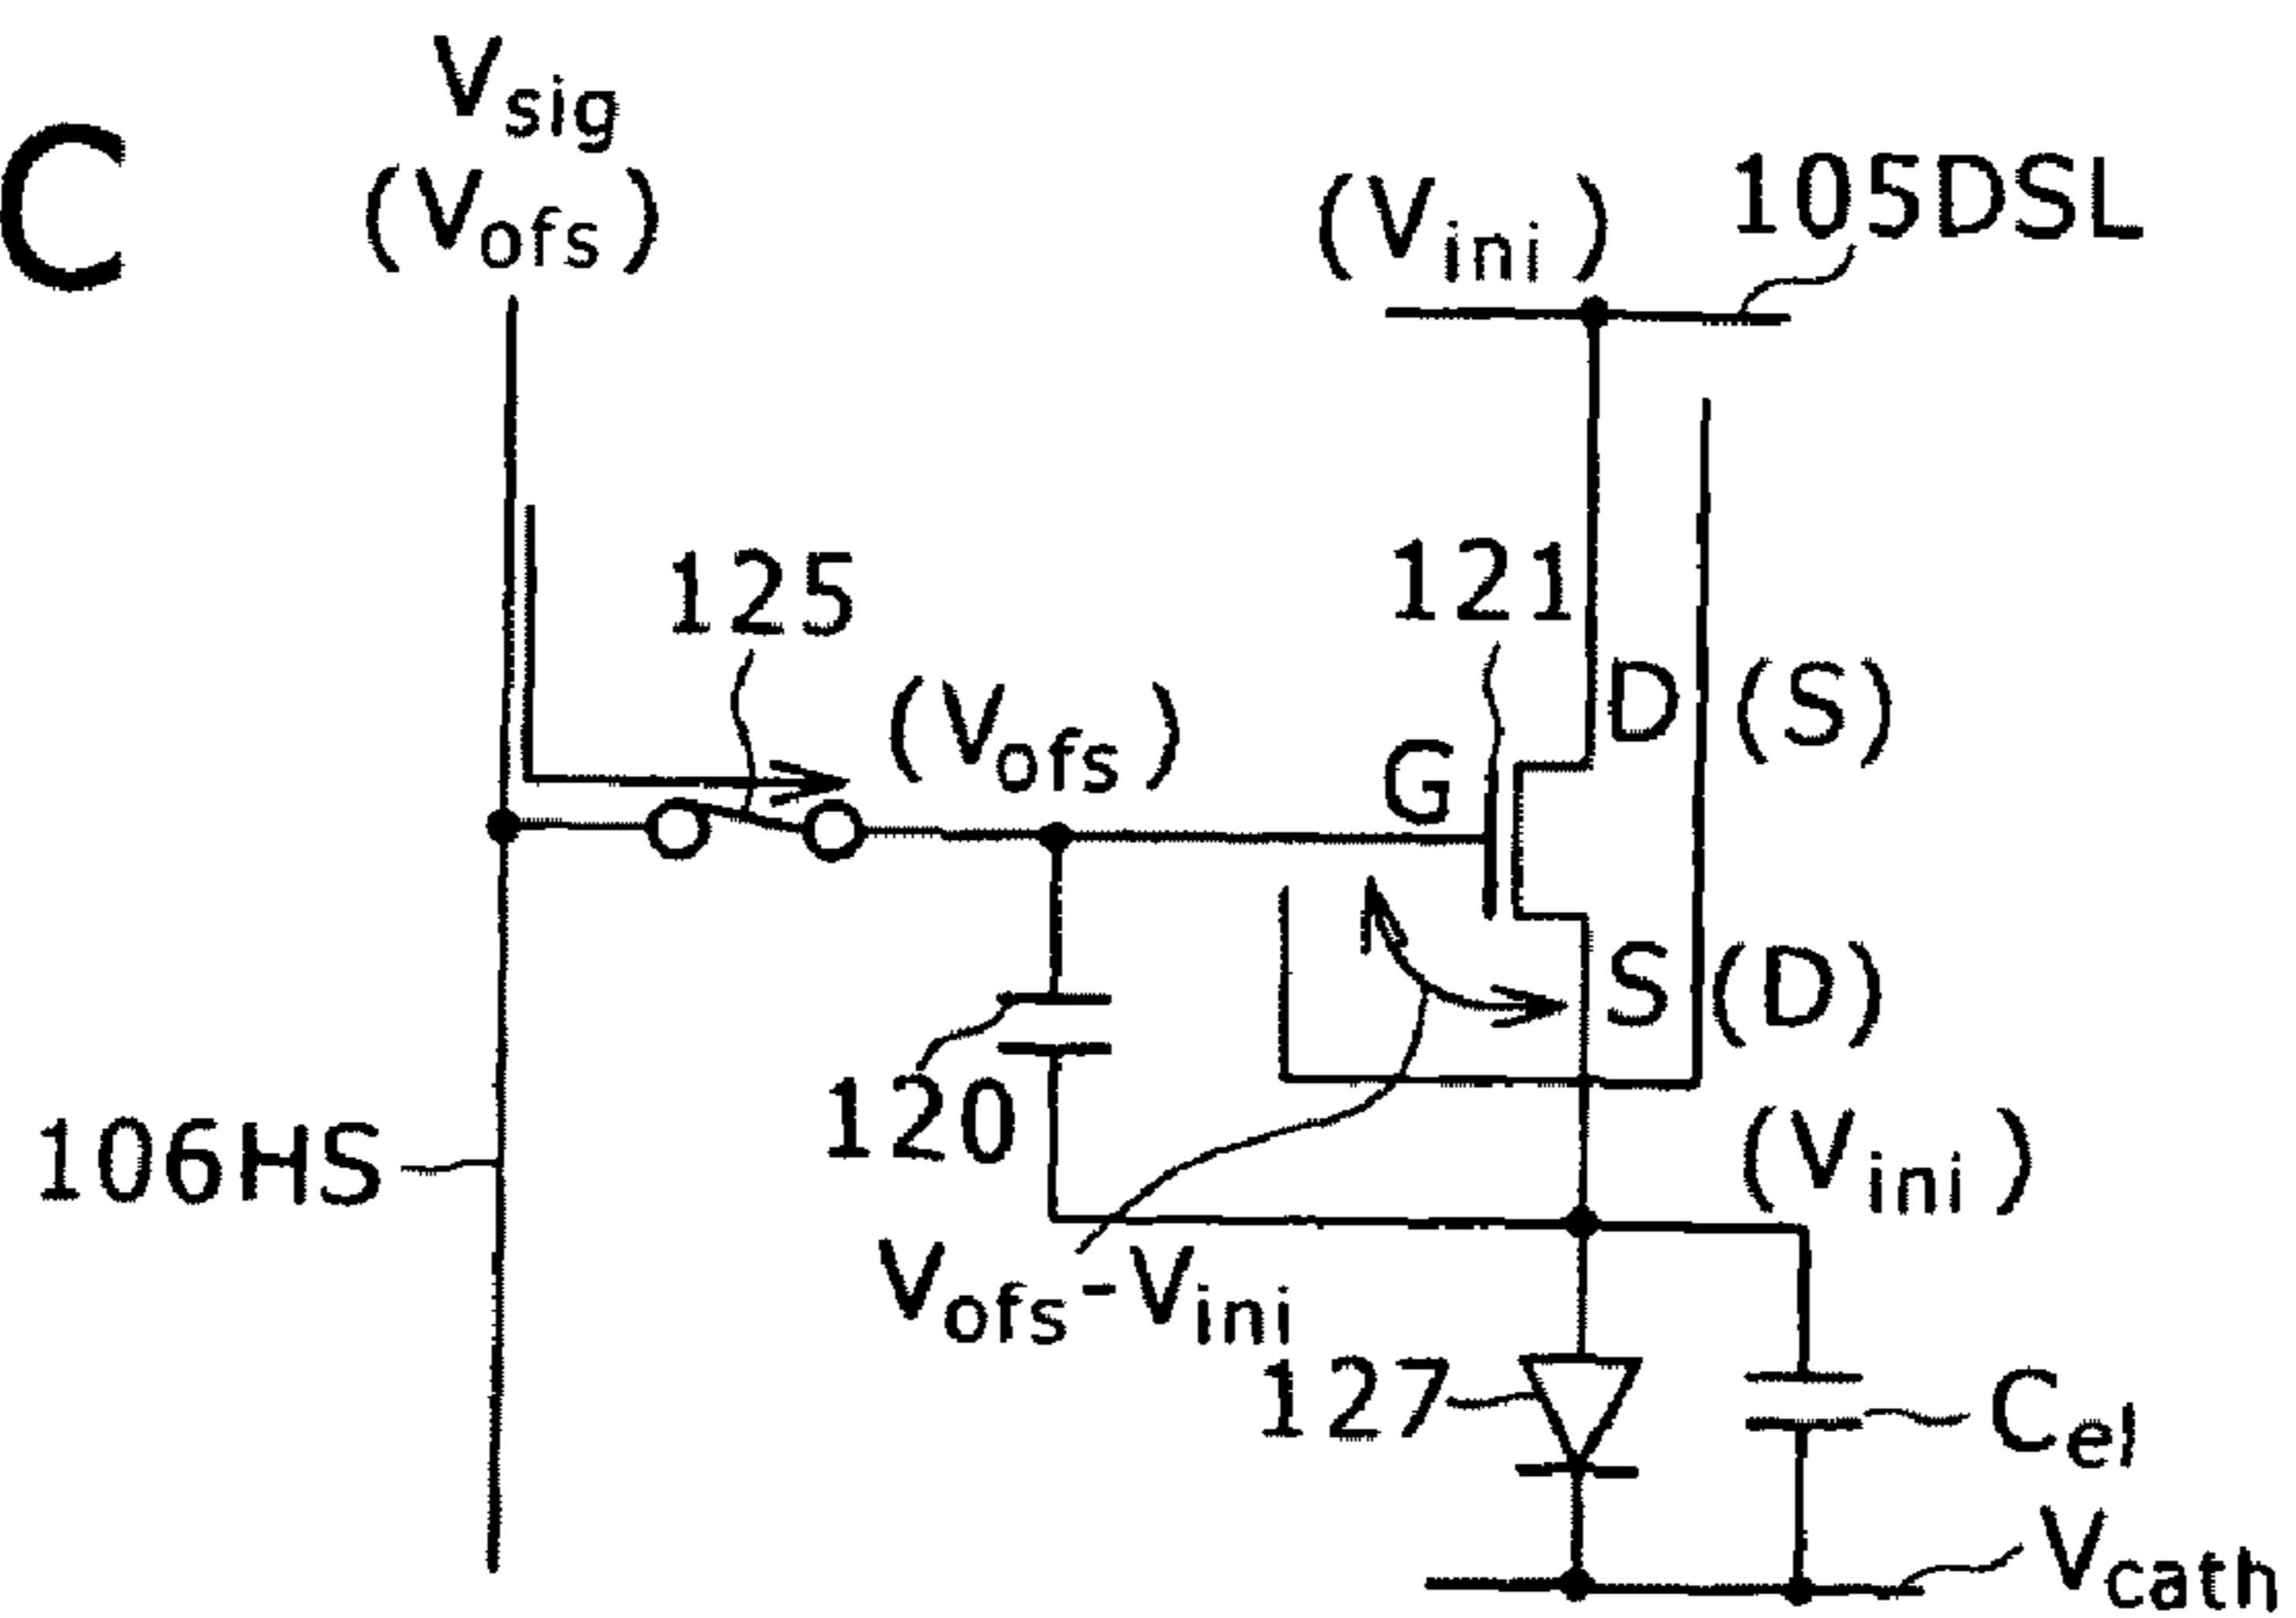 C
Vsig
(Vofs)
(Vini)
105DSL
125
121
(Vofs)
D (S)
G
S (D)
120
106HS
(Vini)
Vofs-Vini
127
Cel
Vcath